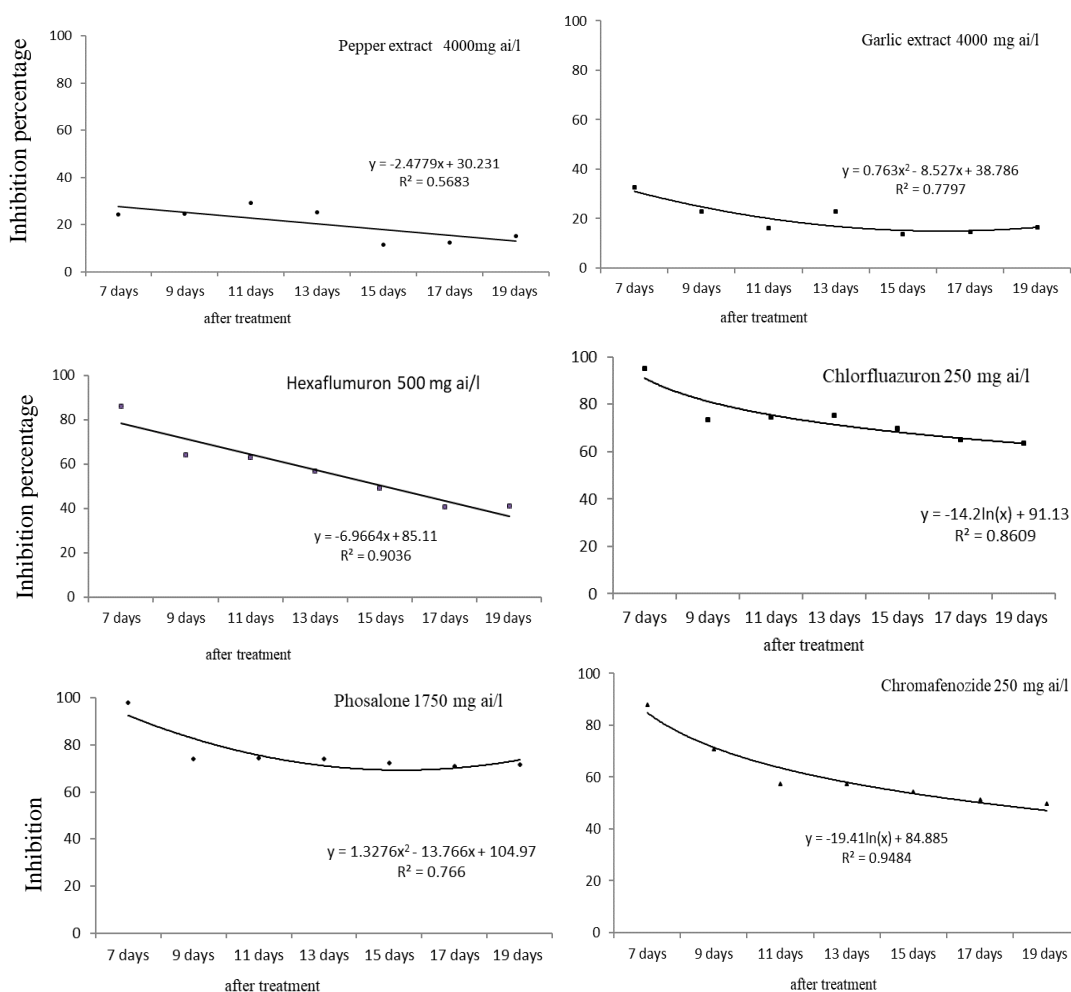 Pepper extract 4000mg ai/l
Inhibition percentage
100
80
60
40
20
0
y = -2.4779x + 30.231
R² = 0.5683
7 days 9 days 11 days 13 days 15 days 17 days 19 days
after treatment
Garlic extract 4000 mg ai/l
100
80
60
40
20
0
y = 0.763x² - 8.527x + 38.786
R² = 0.7797
7 days 9 days 11 days 13 days 15 days 17 days 19 days
after treatment
Hexaflumuron 500 mg ai/l
Inhibition percentage
100
80
60
40
20
0
y = -6.9664x + 85.11
R² = 0.9036
7 days 9 days 11 days 13 days 15 days 17 days 19 days
after treatment
Chlorfluazuron 250 mg ai/l
100
80
60
40
20
0
y = -14.2ln(x) + 91.13
R² = 0.8609
7 days 9 days 11 days 13 days 15 days 17 days 19 days
after treatment
Phosalone 1750 mg ai/l
Inhibition
100
80
60
40
20
0
y = 1.3276x² - 13.766x + 104.97
R² = 0.766
7 days 9 days 11 days 13 days 15 days 17 days 19 days
after treatment
Chromafenozide 250 mg ai/l
100
80
60
40
20
0
y = -19.41ln(x) + 84.885
R² = 0.9484
7 days 9 days 11 days 13 days 15 days 17 days 19 days
after treatment